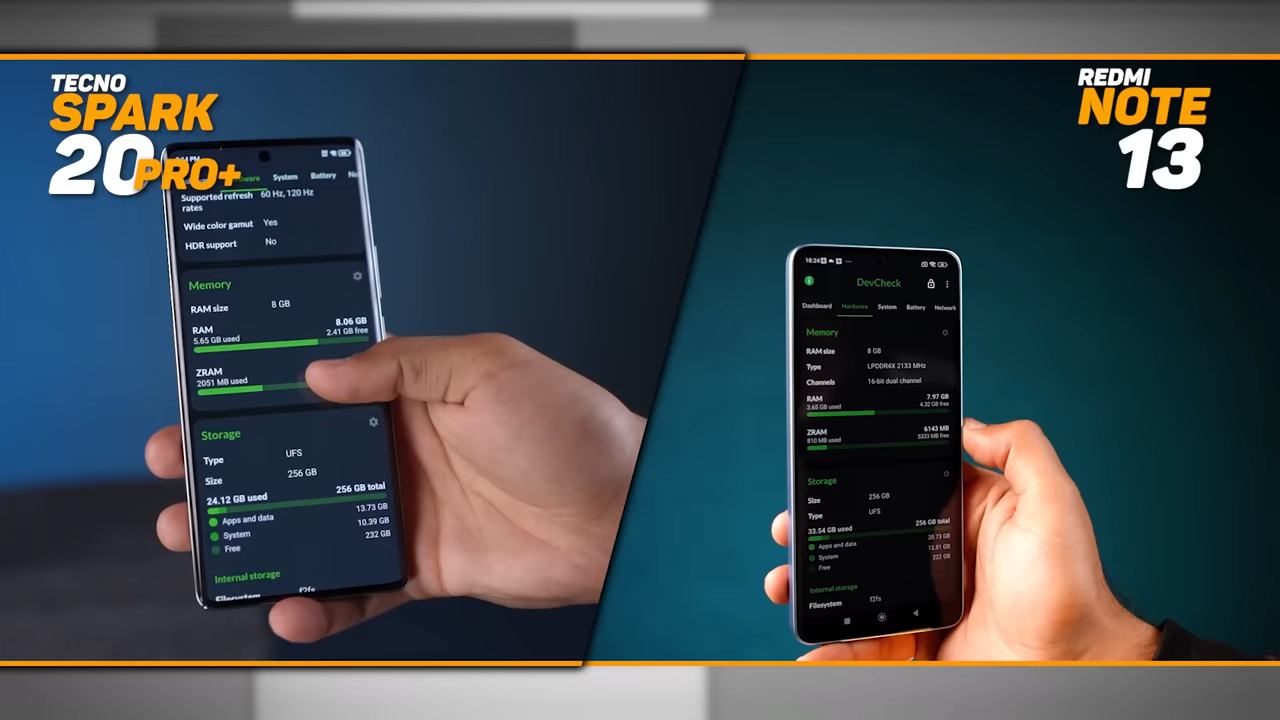 TECNO
SPARK
20 PRO+
System Battery
Supported refresh rates 60 Hz, 120 Hz
Wide color gamut Yes
HDR support No
Memory
RAM size 8 GB
RAM 8.06 GB
5.65 GB used 2.41 GB free
ZRAM
2051 MB used
Storage
Type UFS
Size 256 GB
24.12 GB used 256 GB total
Apps and data 13.73 GB
System 10.39 GB
Free 232 GB
Internal storage
Filesystem f2fs
REDMI
NOTE
13
18:24
DevCheck
Dashboard Hardware System Battery Network
Memory
RAM size 8 GB
Type LPDDR4X 2133 MHz
Channels 16-bit dual channel
RAM 7.97 GB
3.65 GB used 4.32 GB free
ZRAM 6143 MB
810 MB used 5333 MB free
Storage
Size 256 GB
Type UFS
33.54 GB used 256 GB total
Apps and data 20.73 GB
System 12.81 GB
Free 222 GB
Internal storage
Filesystem f2fs